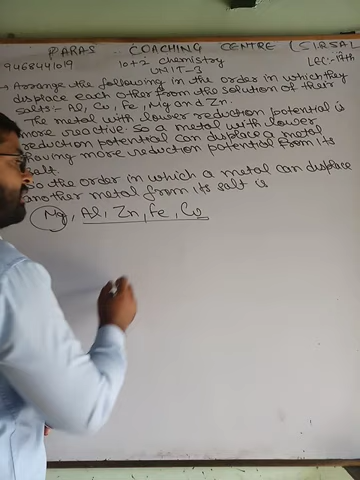 PARAS COACHING CENTRE (SIRSA)
9468441019 10+2 chemistry Lec:- 17th
UNIT-3
→ Arrange the following in the order in which they
displace each other from the solution of their
salts:- Al, Cu, Fe, Mg and Zn.
The metal with lower reduction potential is
more reactive. so a metal with lower
reduction potential can displace a metal
having more reduction potential from its
salt.
So the order in which a metal can displace
another metal from its salt is
Mg, Al, Zn, Fe, Cu